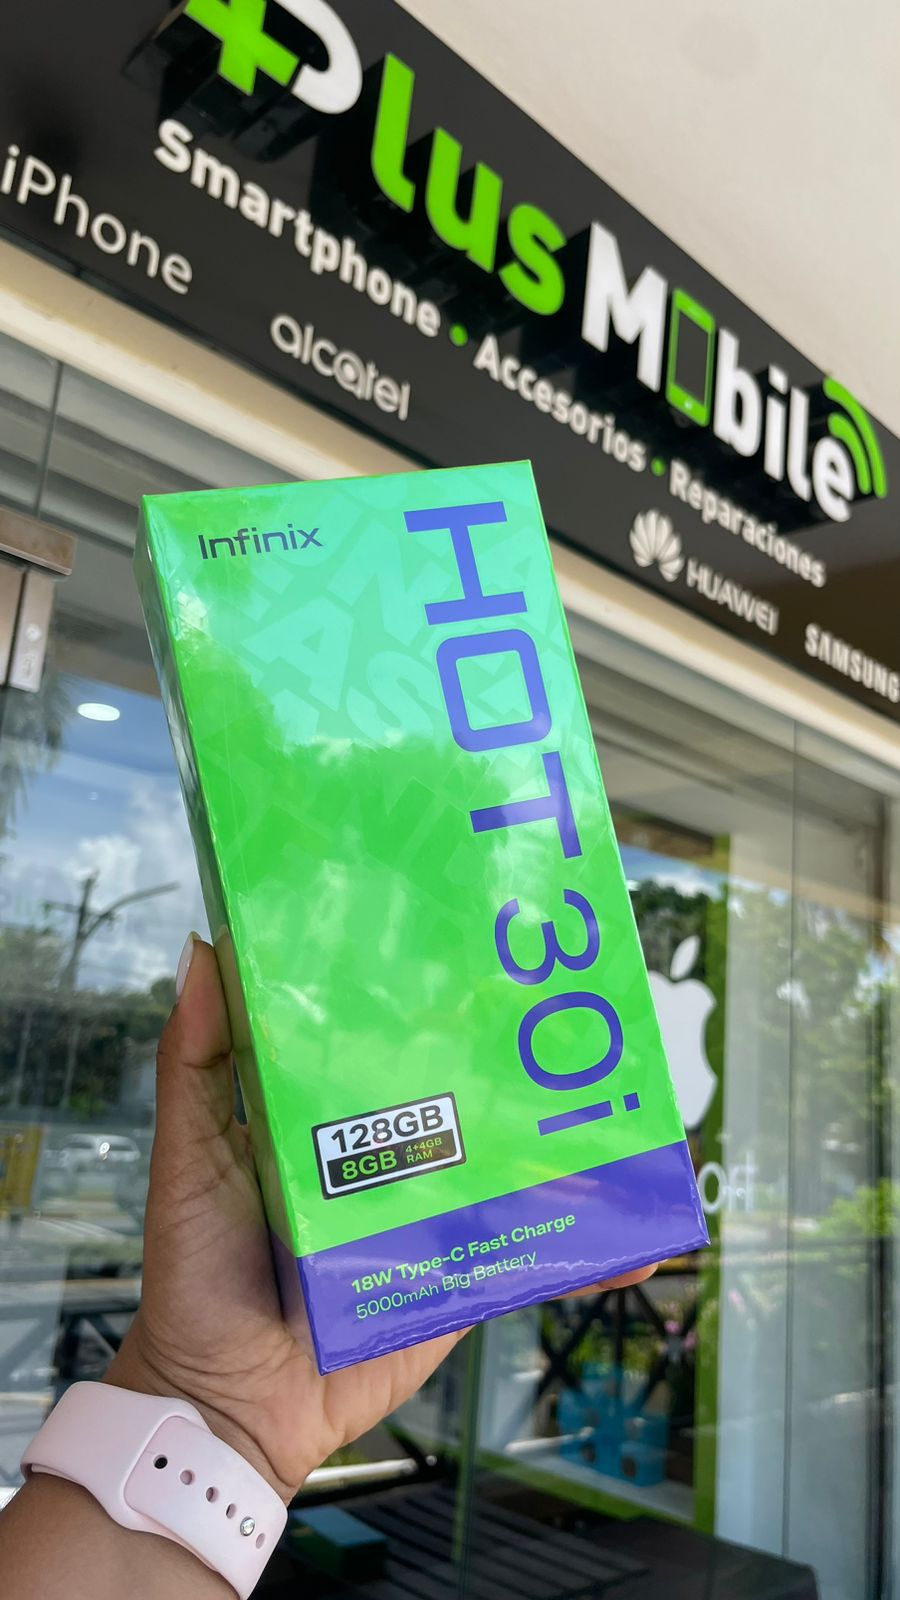 Plus Mobile
Smartphone • Accesorios • Reparaciones
iPhone
alcatel
HUAWEI
SAMSUNG
Infinix
HOT 30i
128GB
8GB 4+4GB RAM
18W Type-C Fast Charge
5000mAh Big Battery